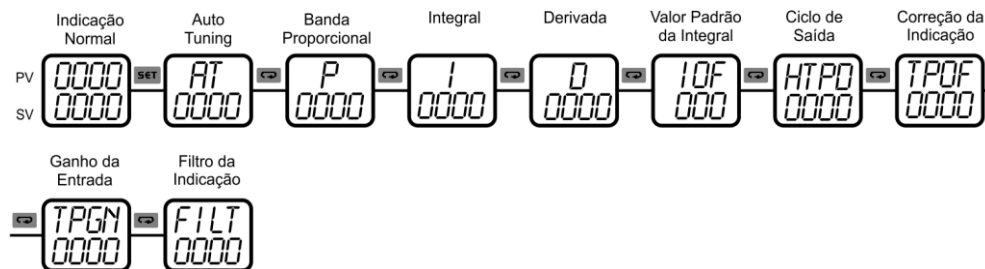 Indicação Normal
Auto Tuning
Banda Proporcional
Integral
Derivada
Valor Padrão da Integral
Ciclo de Saída
Correção da Indicação
PV
0000
SET
AT
P
I
D
IOF
HTPD
TPOF
SV
0000
0000
0000
0000
0000
000
0000
0000
Ganho da Entrada
Filtro da Indicação
TPGN
FILT
0000
0000